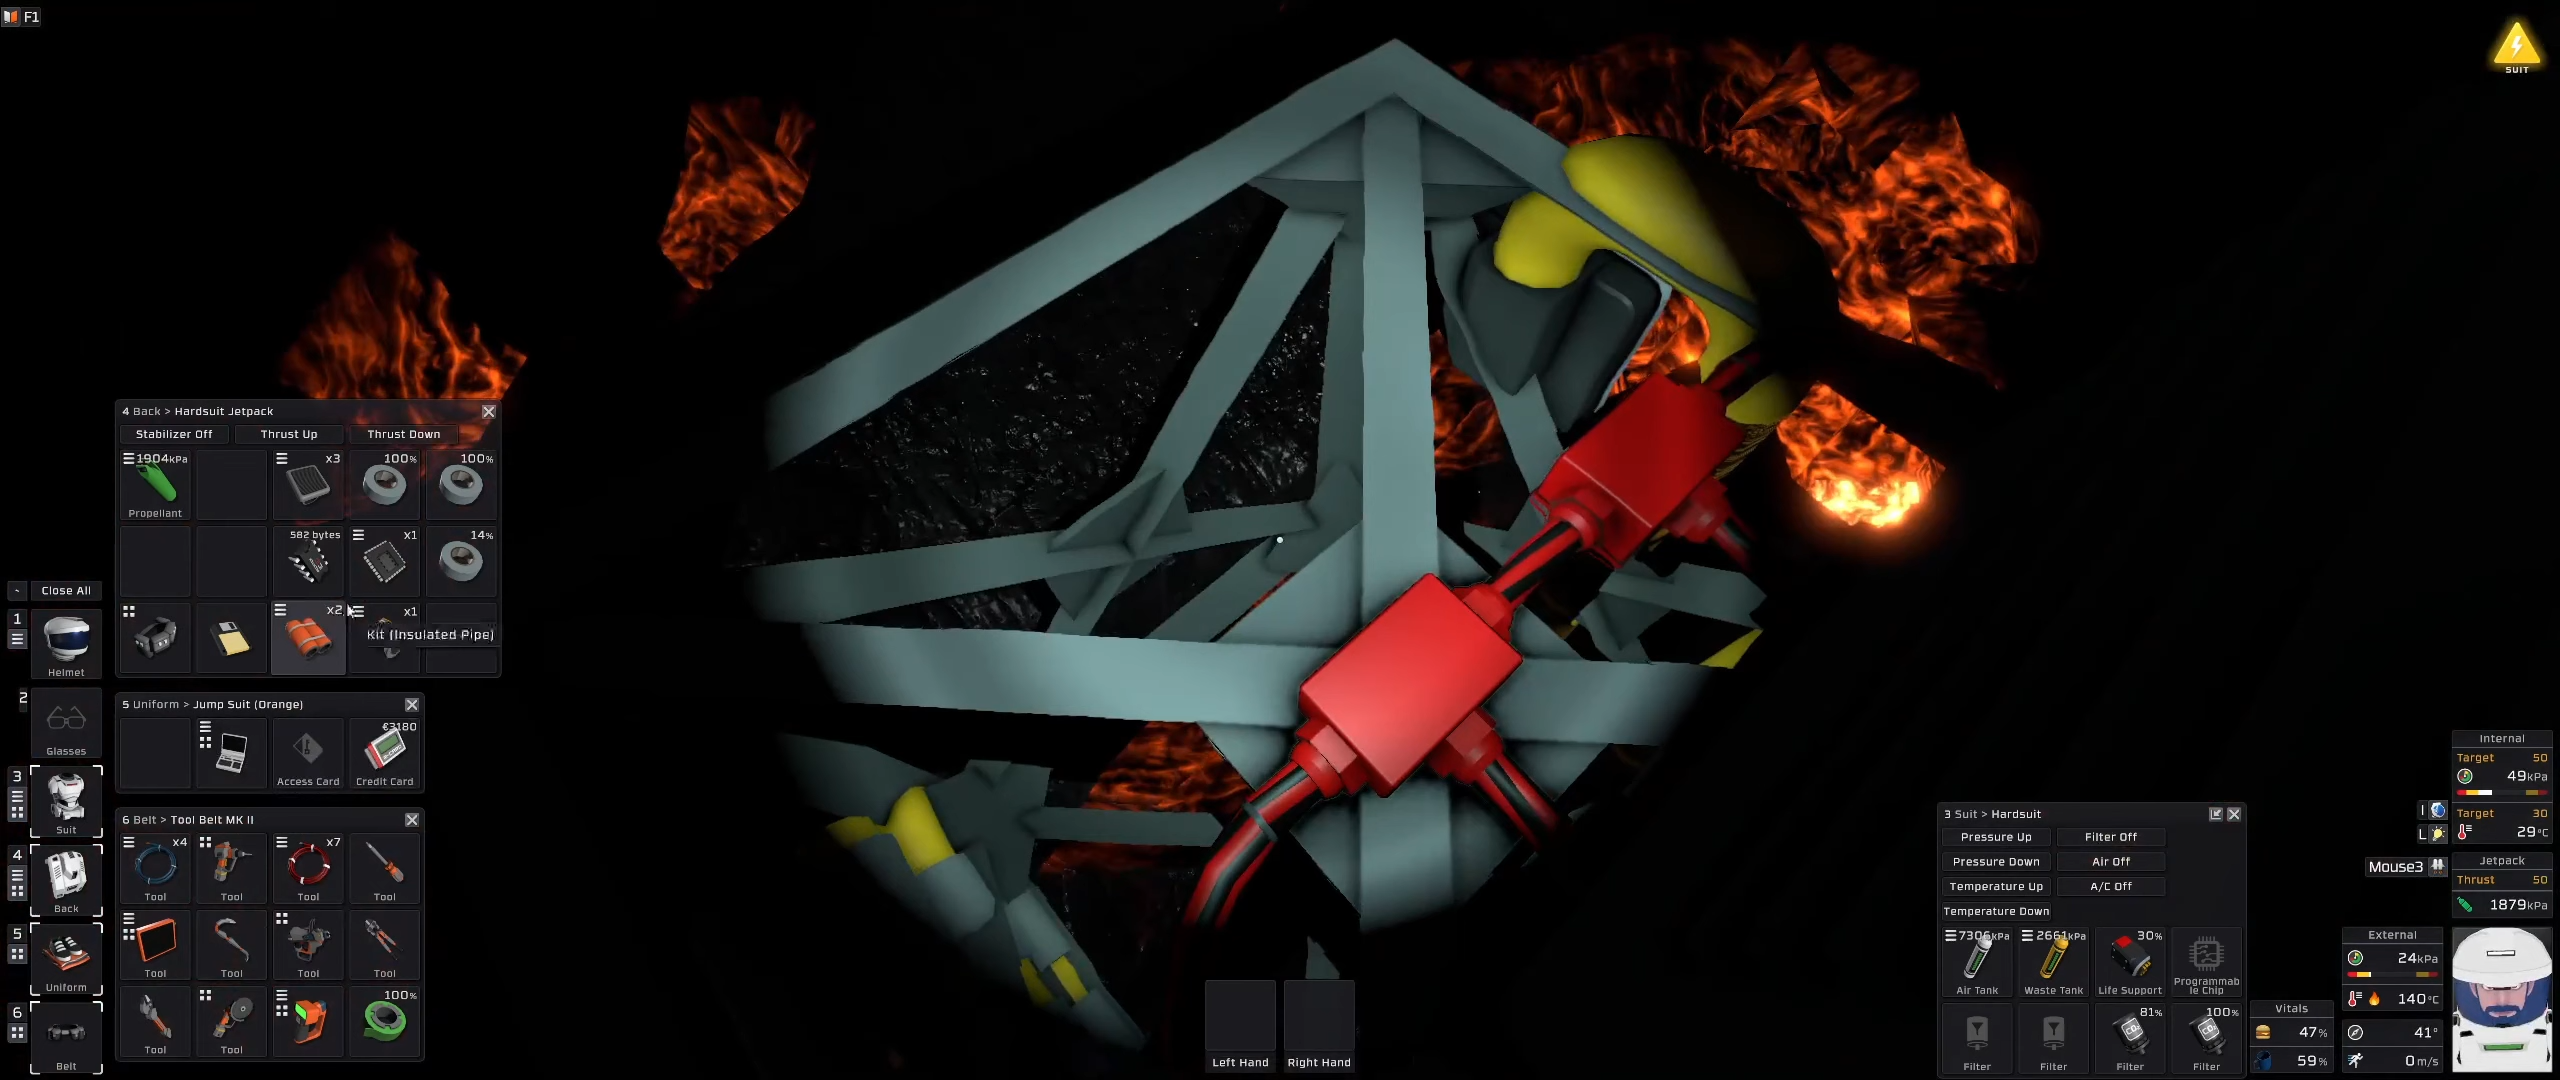 F1
SUIT
4 Back > Hardsuit Jetpack
Stabilizer Off Thrust Up Thrust Down
1904kPa x3 100% 100%
Propellant
582 bytes x1 14%
x2 x1
Kit (Insulated Pipe)
~ Close All
1
Helmet
2
Glasses
3
Suit
4
Back
5
Uniform
6
Belt
5 Uniform > Jump Suit (Orange)
€3180
Access Card Credit Card
6 Belt > Tool Belt MK II
x4 x7
Tool Tool Tool Tool
Tool Tool Tool Tool
100%
Tool Tool
Left Hand Right Hand
3 Suit > Hardsuit
Pressure Up Filter Off
Pressure Down Air Off
Temperature Up A/C Off
Temperature Down
7306kPa 2661kPa 30%
Air Tank Waste Tank Life Support Programmab
le Chip
81% 100%
Filter Filter Filter Filter
Internal
Target 50
49kPa
Target 30
29°C
I
L
Mouse3
Jetpack
Thrust 50
1879kPa
External
24kPa
140°C
41°
0m/s
Vitals
47%
59%